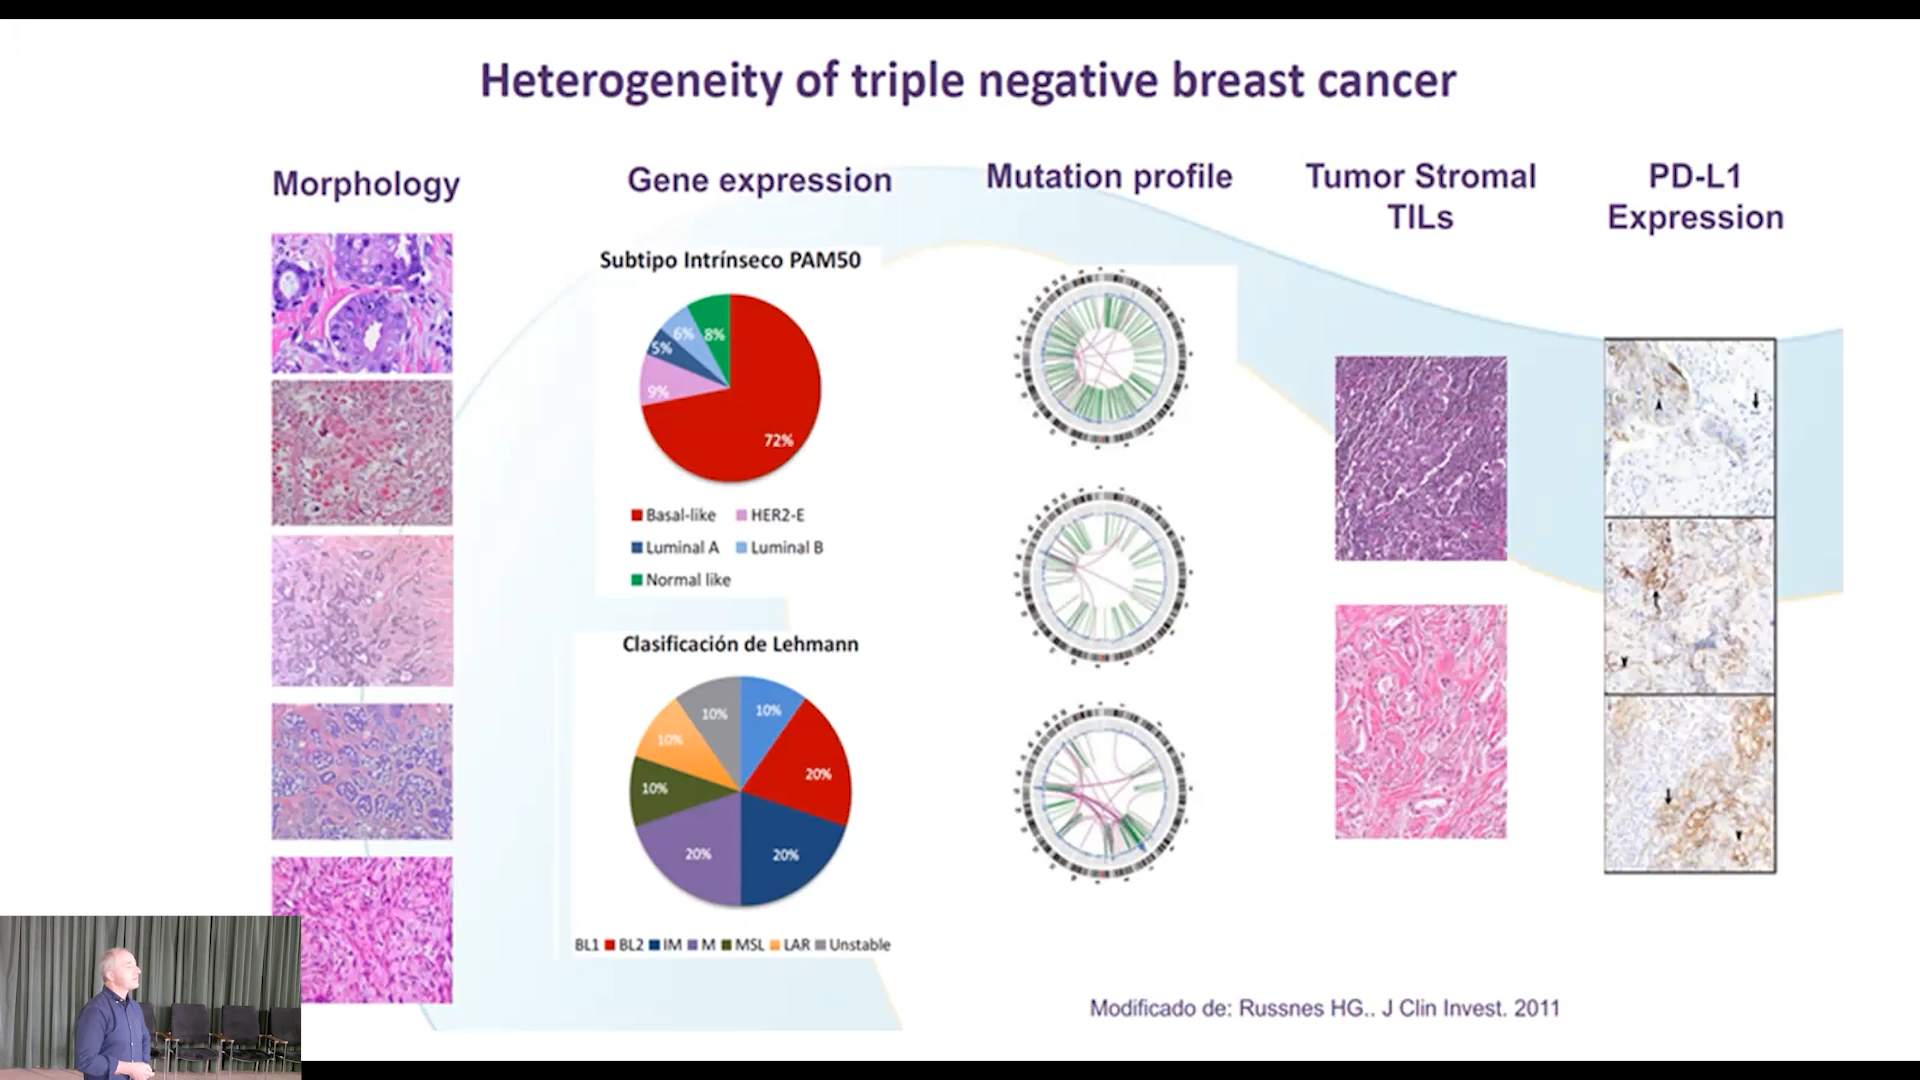 Heterogeneity of triple negative breast cancer
Morphology
Gene expression
Mutation profile
Tumor Stromal
TILs
PD-L1
Expression
Subtipo Intrínseco PAM50
8%
6%
5%
9%
72%
Basal-like HER2-E
Luminal A Luminal B
Normal like
Clasificación de Lehmann
10%
10%
10%
20%
10%
20%
20%
BL1 BL2 IM M MSL LAR Unstable
Modificado de: Russnes HG.. J Clin Invest. 2011